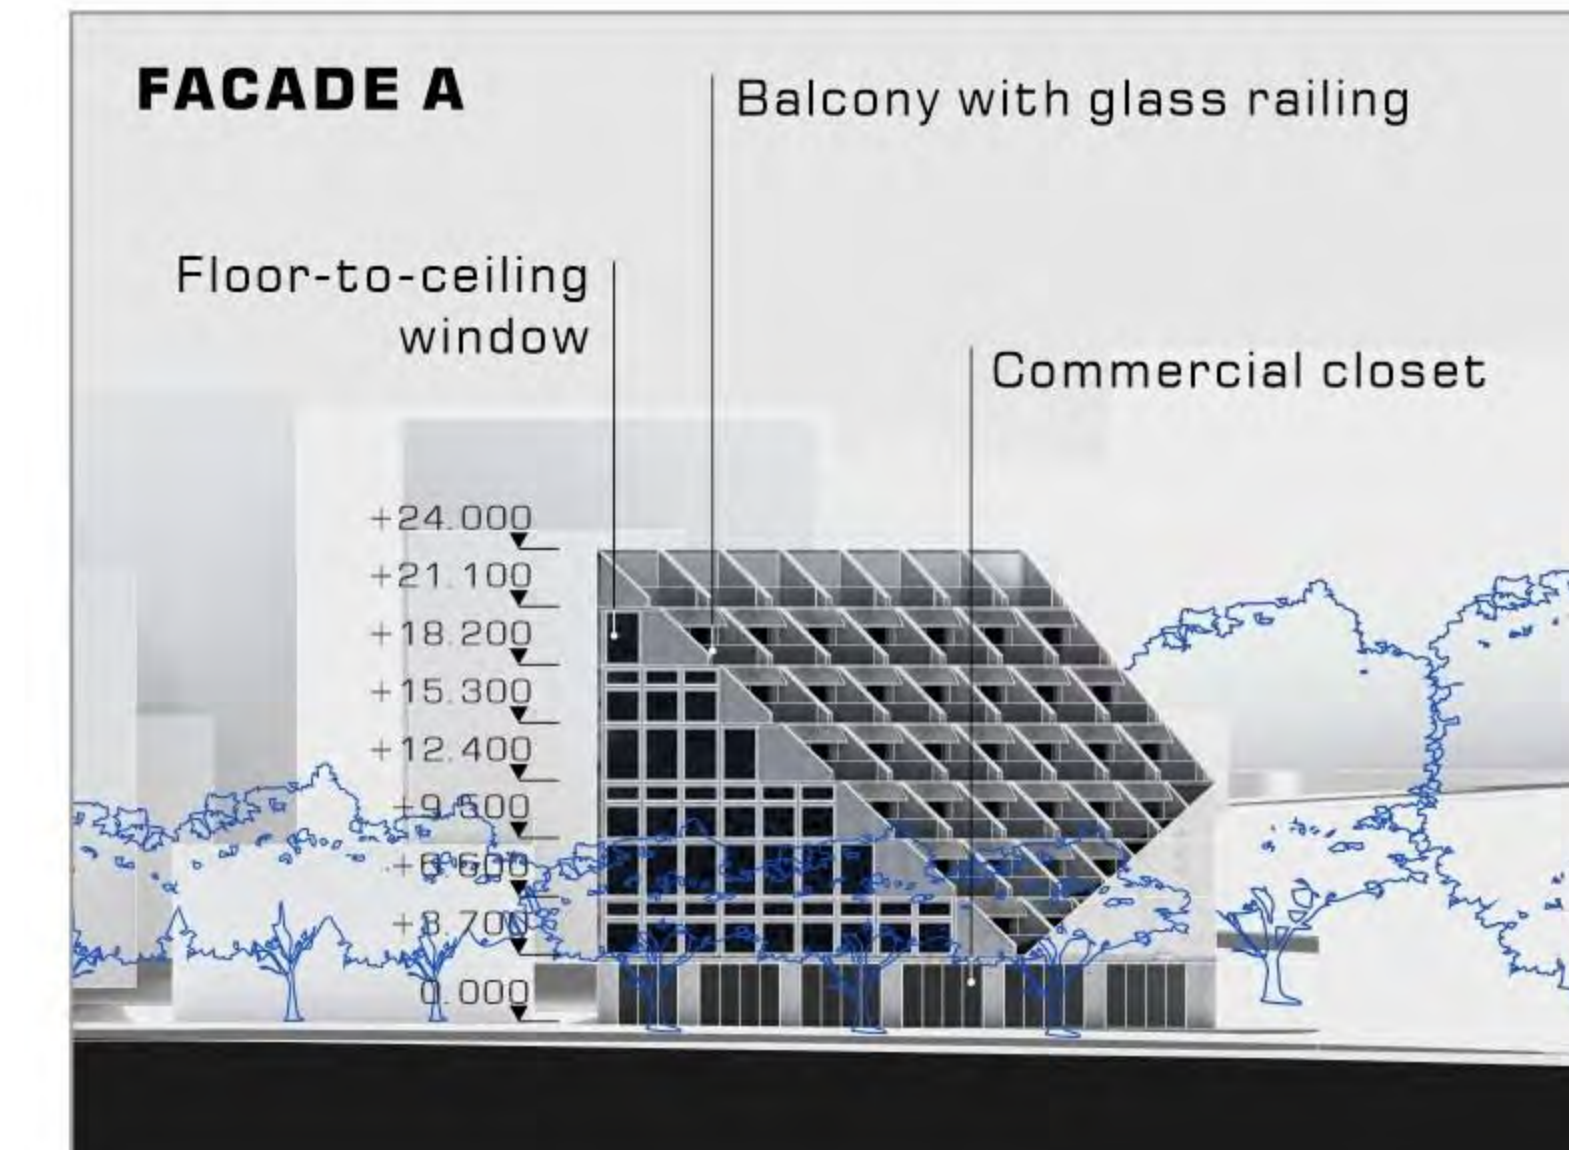 FACADE A
Balcony with glass railing
Floor-to-ceiling
window
Commercial closet
+24.000
+21.100
+18.200
+15.300
+12.400
+9.500
+6.600
+3.700
0.000